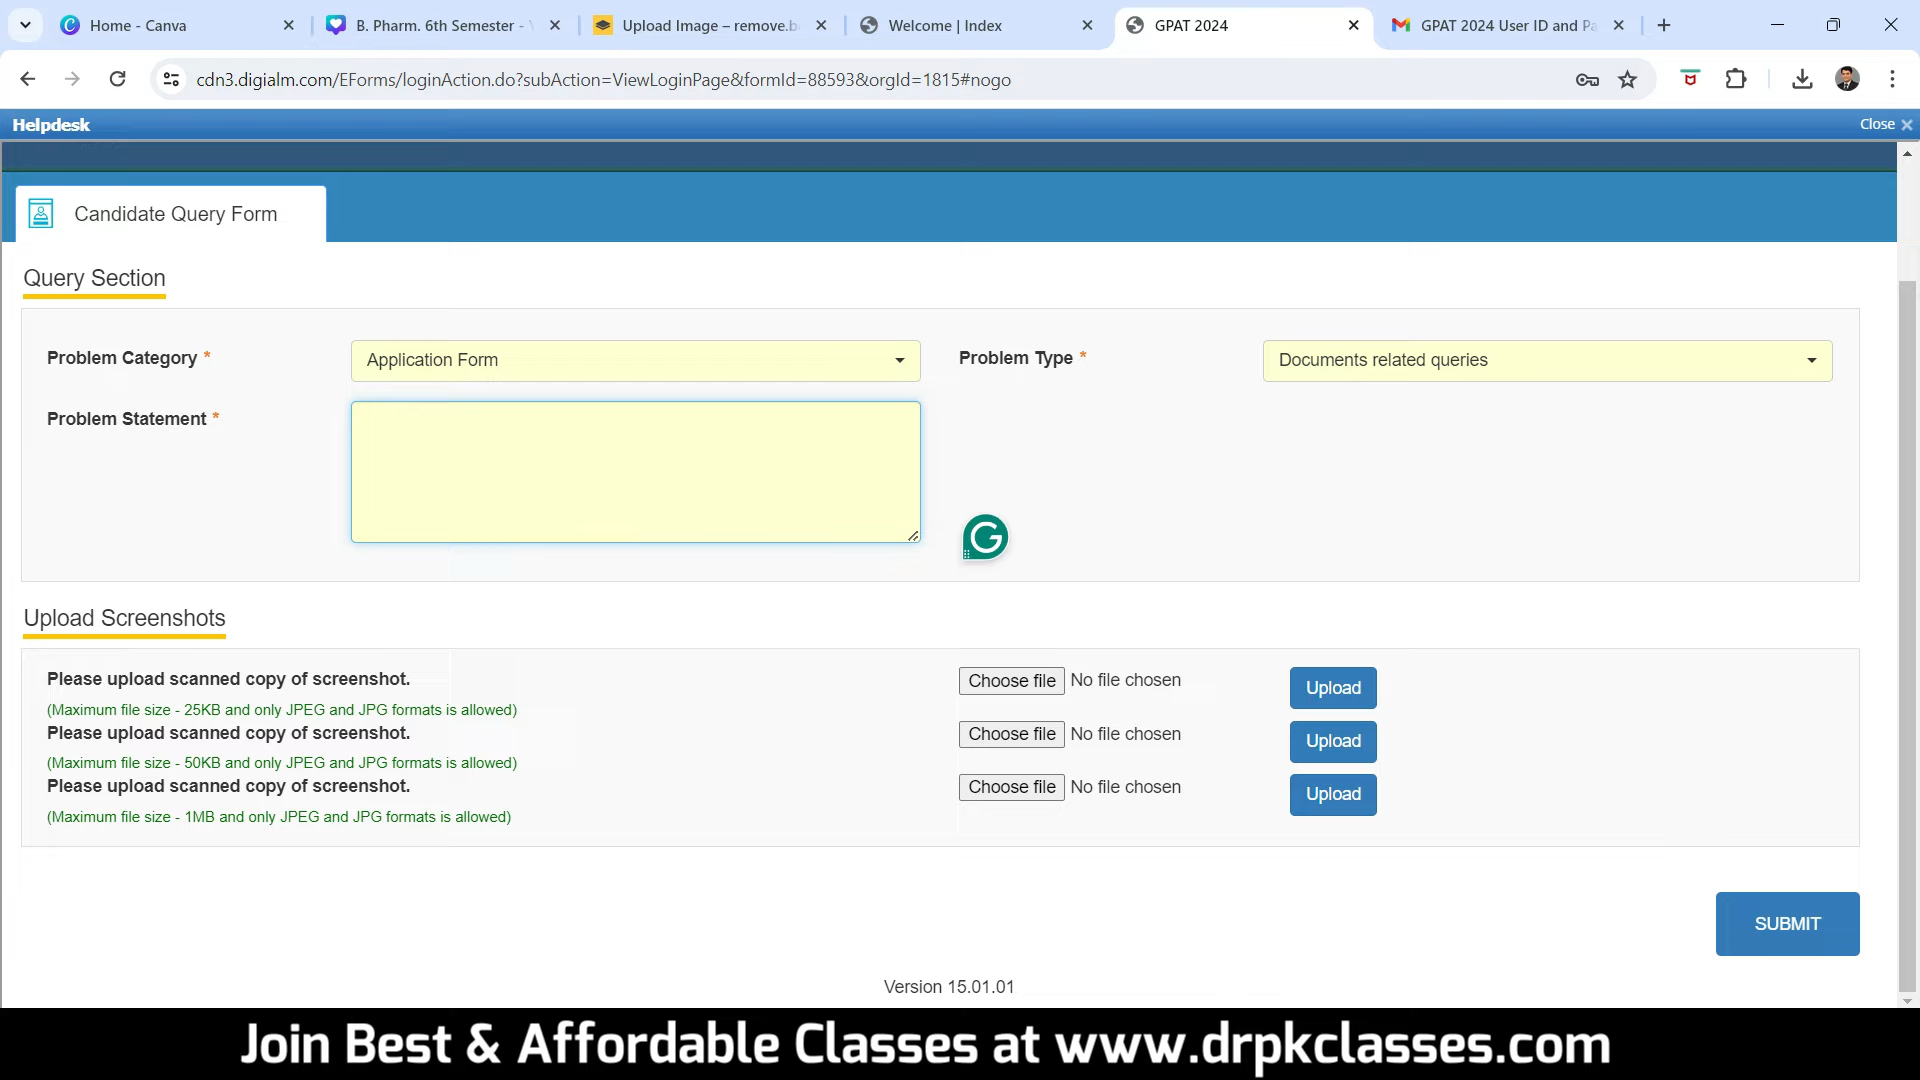 Home - Canva
B. Pharm. 6th Semester -
Upload Image – remove.b
Welcome | Index
GPAT 2024
GPAT 2024 User ID and Pa
cdn3.digialm.com/EForms/loginAction.do?subAction=ViewLoginPage&formId=88593&orgId=1815#nogo
Helpdesk
Close
Candidate Query Form
Query Section
Problem Category *
Application Form
Problem Type *
Documents related queries
Problem Statement *
G
Upload Screenshots
Please upload scanned copy of screenshot.
Choose file No file chosen
Upload
(Maximum file size - 25KB and only JPEG and JPG formats is allowed)
Please upload scanned copy of screenshot.
Choose file No file chosen
Upload
(Maximum file size - 50KB and only JPEG and JPG formats is allowed)
Please upload scanned copy of screenshot.
Choose file No file chosen
Upload
(Maximum file size - 1MB and only JPEG and JPG formats is allowed)
SUBMIT
Version 15.01.01
Join Best & Affordable Classes at www.drpkclasses.com